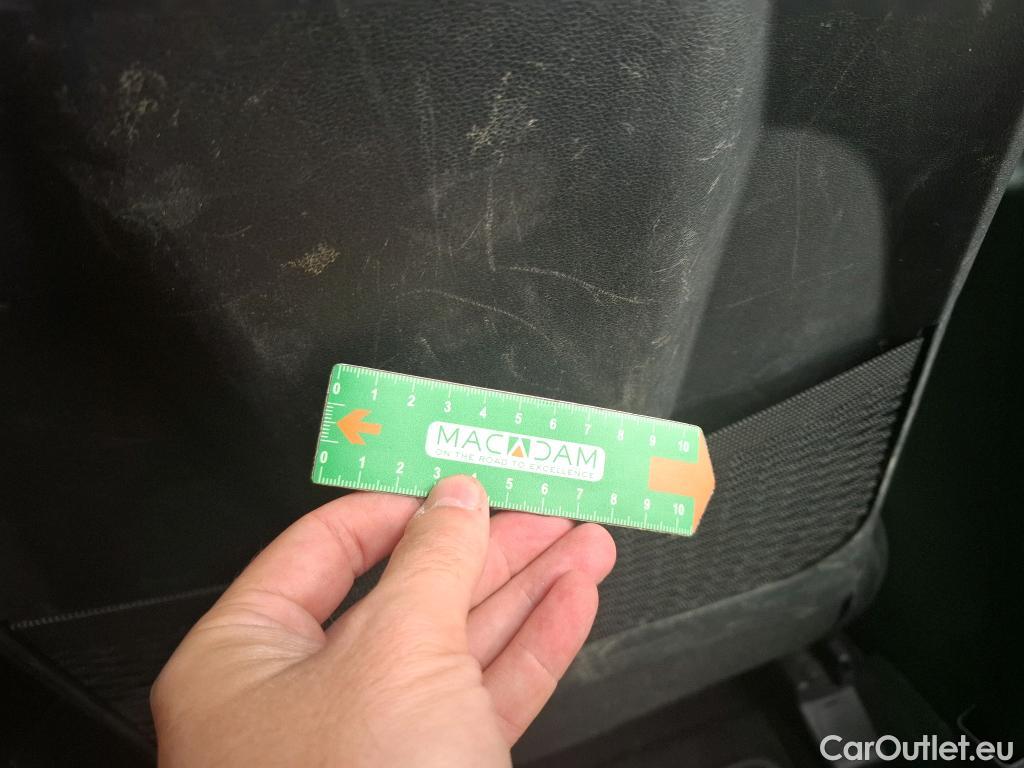 0 1 2 3 4 5 6 7 8 9 10
MACADAM
ON THE ROAD TO EXCELLENCE
0 1 2 3 5 6 7 8 9 10
CarOutlet.eu